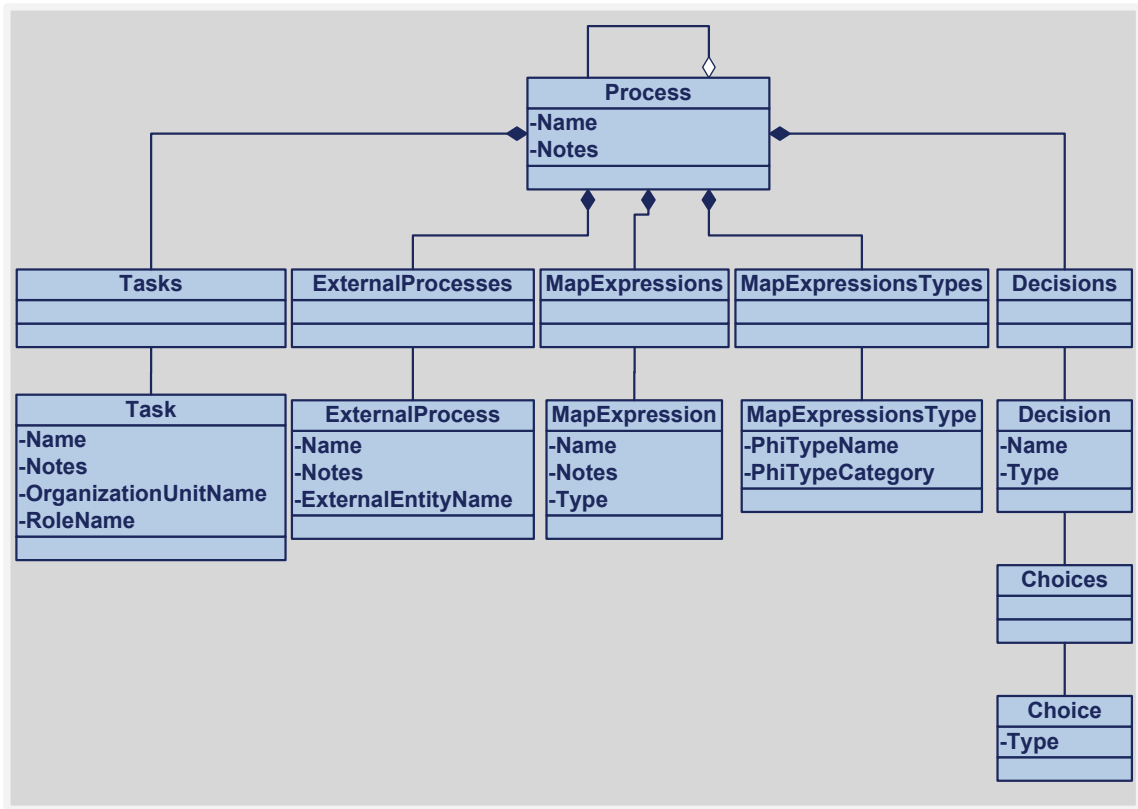 Process
-Name
-Notes
Tasks
ExternalProcesses
MapExpressions
MapExpressionsTypes
Decisions
Task
-Name
-Notes
-OrganizationUnitName
-RoleName
ExternalProcess
-Name
-Notes
-ExternalEntityName
MapExpression
-Name
-Notes
-Type
MapExpressionsType
-PhiTypeName
-PhiTypeCategory
Decision
-Name
-Type
Choices
Choice
-Type